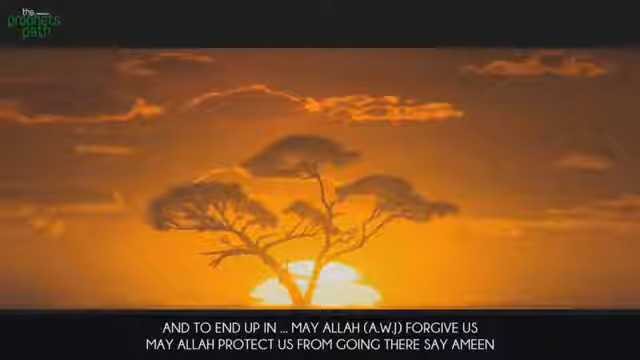 the
prophets
path
AND TO END UP IN ... MAY ALLAH (A.W.J) FORGIVE US
MAY ALLAH PROTECT US FROM GOING THERE SAY AMEEN